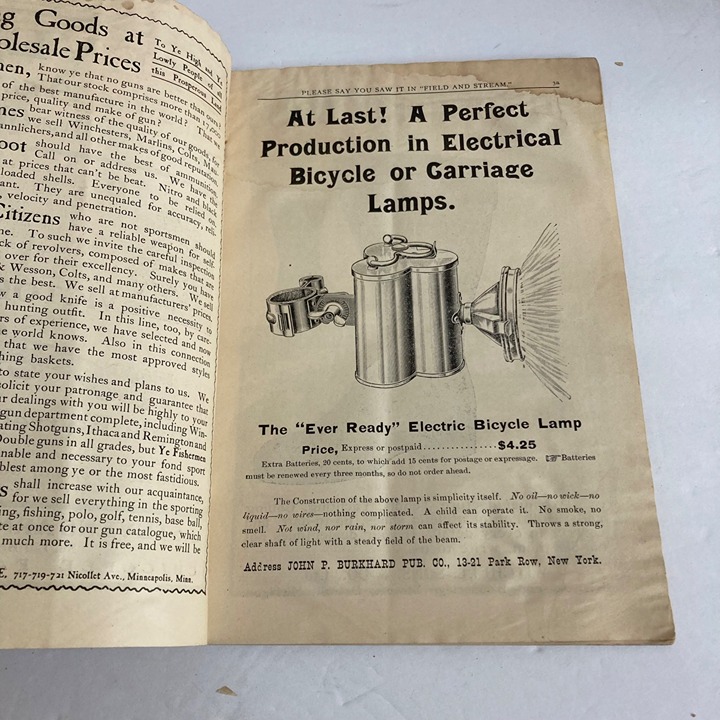 g Goods at
olesale Prices
To Ye High and Ye
Lowly People of all
this Prosperous Land
men, know ye that no guns are better than ours?
That our stock comprises more than 17,000
of the best manufacture in the world? That we
price, quality and make of gun?
bear witness of the quality of our goods, for
we sell Winchesters, Marlins, Colts, Maus
annlichers, and all other makes of good reputation.
oot should have the best of ammunition.
Call on or address us. We have the
at prices that can't be beat. Nitro and black
loaded shells. Everyone to be relied on
ant. They are unequaled for accuracy, reli-
, velocity and penetration.
Citizens who are not sportsmen should
have a reliable weapon for self-
ne. To such we invite the careful inspection
ck of revolvers, composed of makes that are
over for their excellency. Surely you have
& Wesson, Colts, and many others. We sell
s the best. We sell at manufacturers' prices.
w a good knife is a positive necessity to
hunting outfit. In this line, too, by care-
rs of experience, we have selected and now
e world knows. Also in this connection
that we have the most approved styles
hing baskets.
to state your wishes and plans to us. We
solicit your patronage and guarantee that
r dealings with you will be highly to your
gun department complete, including Win-
ating Shotguns, Ithaca and Remington and
Double guns in all grades, but Ye Fishermen
nable and necessary to your fond sport
blest among ye or the most fastidious.
s shall increase with our acquaintance,
for we sell everything in the sporting
ing, fishing, polo, golf, tennis, base ball,
te at once for our gun catalogue, which
much more. It is free, and we will be
E, 717-719-721 Nicollet Ave., Minneapolis, Minn.
PLEASE SAY YOU SAW IT IN "FIELD AND STREAM."
At Last! A Perfect
Production in Electrical
Bicycle or Carriage
Lamps.
The "Ever Ready" Electric Bicycle Lamp
Price, Express or postpaid ............... $4.25
Extra Batteries, 20 cents, to which add 15 cents for postage or expressage. ☞ Batteries
must be renewed every three months, so do not order ahead.
The Construction of the above lamp is simplicity itself. No oil—no wick—no
liquid—no wires—nothing complicated. A child can operate it. No smoke, no
smell. Not wind, nor rain, nor storm can affect its stability. Throws a strong,
clear shaft of light with a steady field of the beam.
Address JOHN P. BURKHARD PUB. CO., 13-21 Park Row, New York.